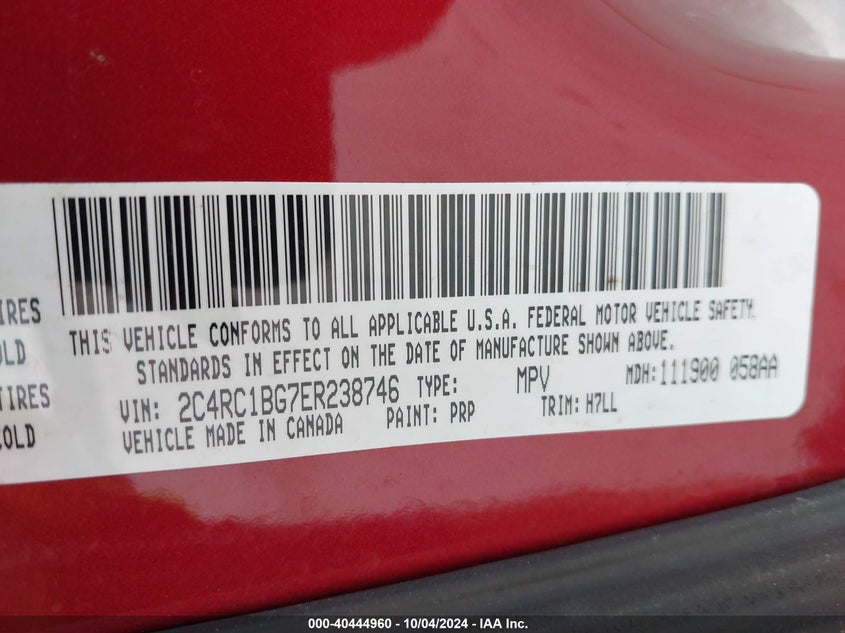 THIS VEHICLE CONFORMS TO ALL APPLICABLE U.S.A. FEDERAL MOTOR VEHICLE SAFETY
IRES
STANDARDS IN EFFECT ON THE DATE OF MANUFACTURE SHOWN ABOVE.
OLD
VIN: 2C4RC1BG7ER238746 TYPE: MPV MDH:111900 058AA
TIRES
VEHICLE MADE IN CANADA PAINT: PRP TRIM: H7LL
COLD
000-40444960 - 10/04/2024 - IAA Inc.